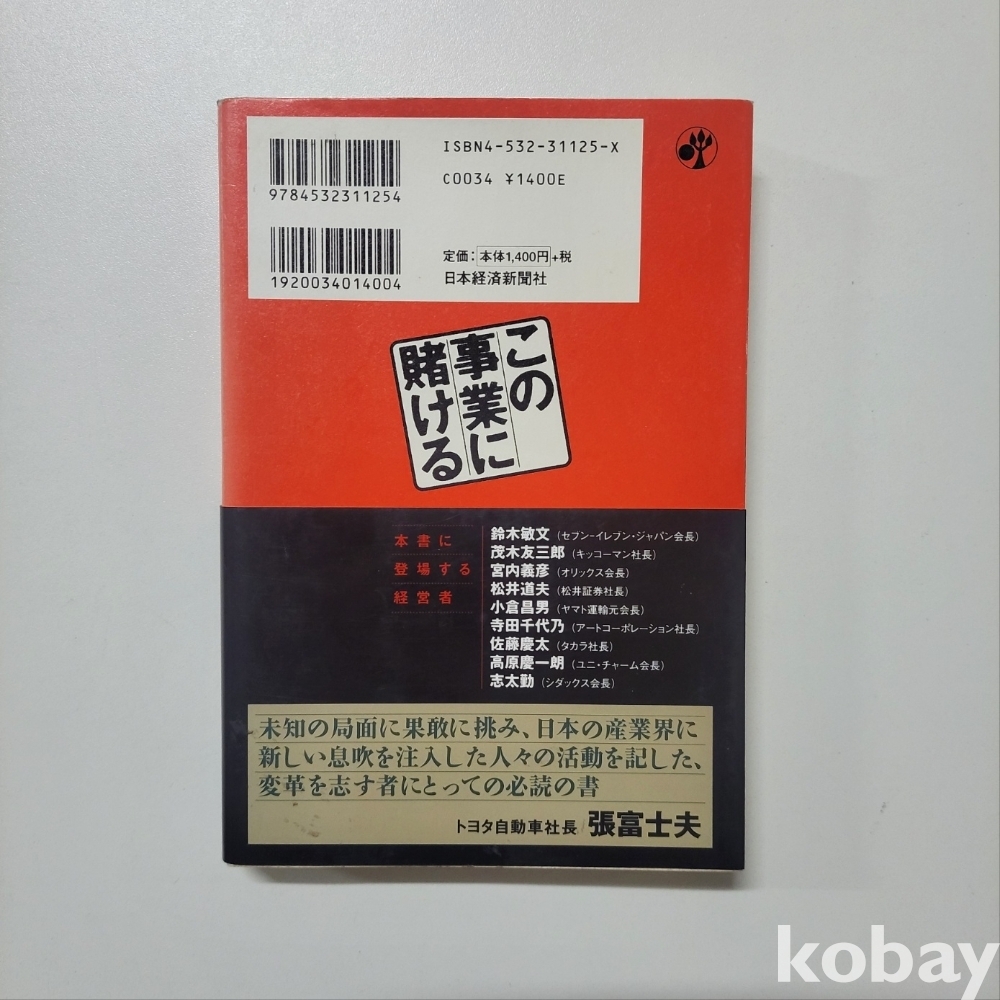 ISBN4-532-31125-X
C0034 ¥1400E
9784532311254
定価:本体1,400円+税
日本経済新聞社
1920034014004
この
事業に
賭ける
本書に
登場する
経営者
鈴木敏文(セブン-イレブン・ジャパン会長)
茂木友三郎(キッコーマン社長)
宮内義彦(オリックス会長)
松井道夫(松井証券社長)
小倉昌男(ヤマト運輸元会長)
寺田千代乃(アートコーポレーション社長)
佐藤慶太(タカラ社長)
高原慶一朗(ユニ・チャーム会長)
志太勤(シダックス会長)
未知の局面に果敢に挑み、日本の産業界に
新しい息吹を注入した人々の活動を記した、
変革を志す者にとっての必読の書
トヨタ自動車社長 張富士夫
kobay